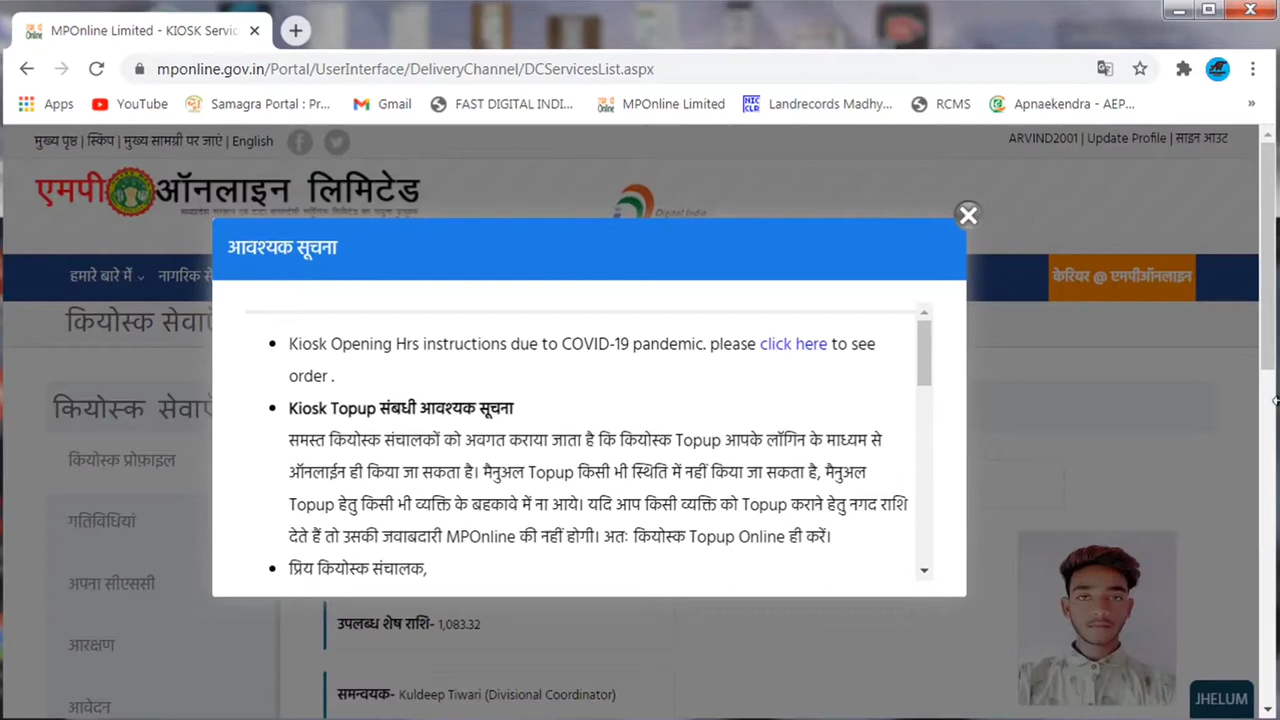 MPOnline Limited - KIOSK Servic
mponline.gov.in/Portal/UserInterface/DeliveryChannel/DCServicesList.aspx
Apps YouTube Samagra Portal : Pr... Gmail FAST DIGITAL INDI... MPOnline Limited Landrecords Madhy... RCMS Apnaekendra - AEP...
मुख्य पृष्ठ | स्किप | मुख्य सामग्री पर जाएं | English
ARVIND2001 | Update Profile | साइन आउट
एमपी ऑनलाइन लिमिटेड
Digital India
आवश्यक सूचना
हमारे बारे में नागरिक से
केरियर @ एमपीऑनलाइन
कियोस्क सेवाएं
Kiosk Opening Hrs instructions due to COVID-19 pandemic. please click here to see
order .
कियोस्क सेवाएं
Kiosk Topup संबधी आवश्यक सूचना
समस्त कियोस्क संचालकों को अवगत कराया जाता है कि कियोस्क Topup आपके लॉगिन के माध्यम से
कियोस्क प्रोफ़ाइल
ऑनलाईन ही किया जा सकता है। मैनुअल Topup किसी भी स्थिति में नहीं किया जा सकता है, मैनुअल
Topup हेतु किसी भी व्यक्ति के बहकावे में ना आये। यदि आप किसी व्यक्ति को Topup कराने हेतु नगद राशि
गतिविधियां
देते हैं तो उसकी जवाबदारी MPOnline की नहीं होगी। अतः कियोस्क Topup Online ही करें।
प्रिय कियोस्क संचालक,
अपना सीएससी
उपलब्ध शेष राशि- 1,083.32
आरक्षण
समन्वयक- Kuldeep Tiwari (Divisional Coordinator)
आवेदन
JHELUM